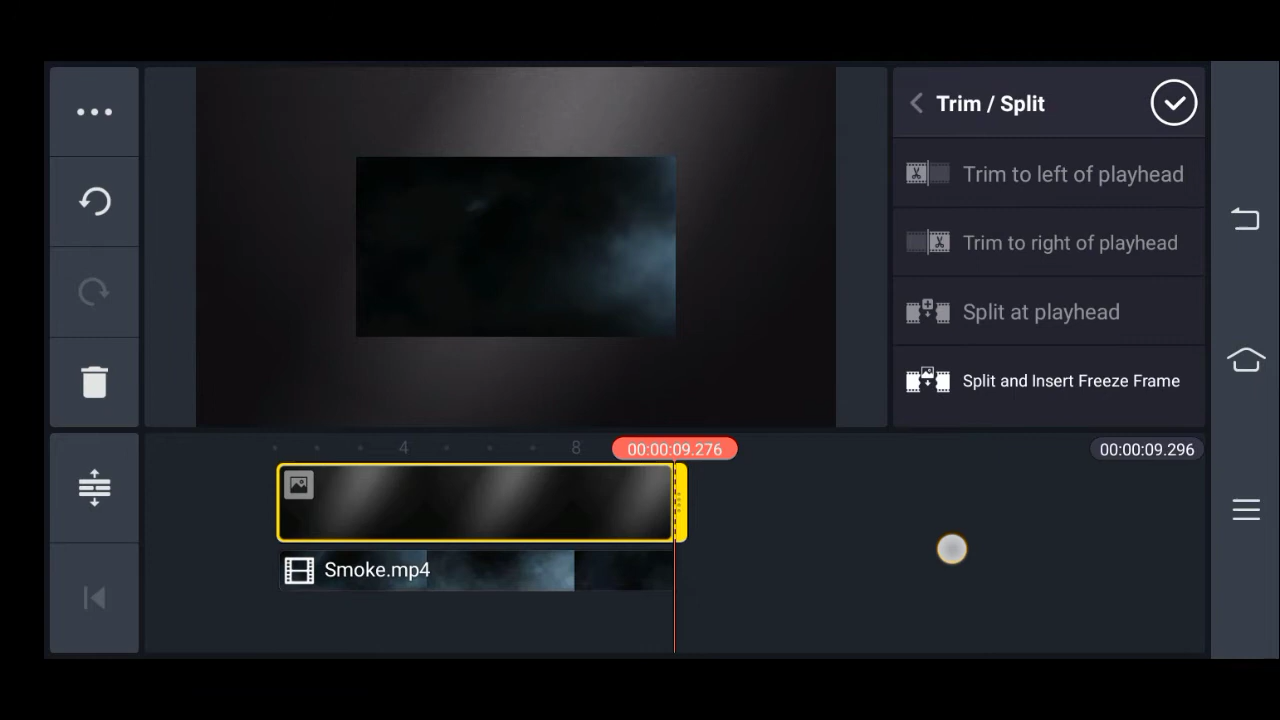 Trim / Split
Trim to left of playhead
Trim to right of playhead
Split at playhead
Split and Insert Freeze Frame
4
8
00:00:09.276
00:00:09.296
Smoke.mp4